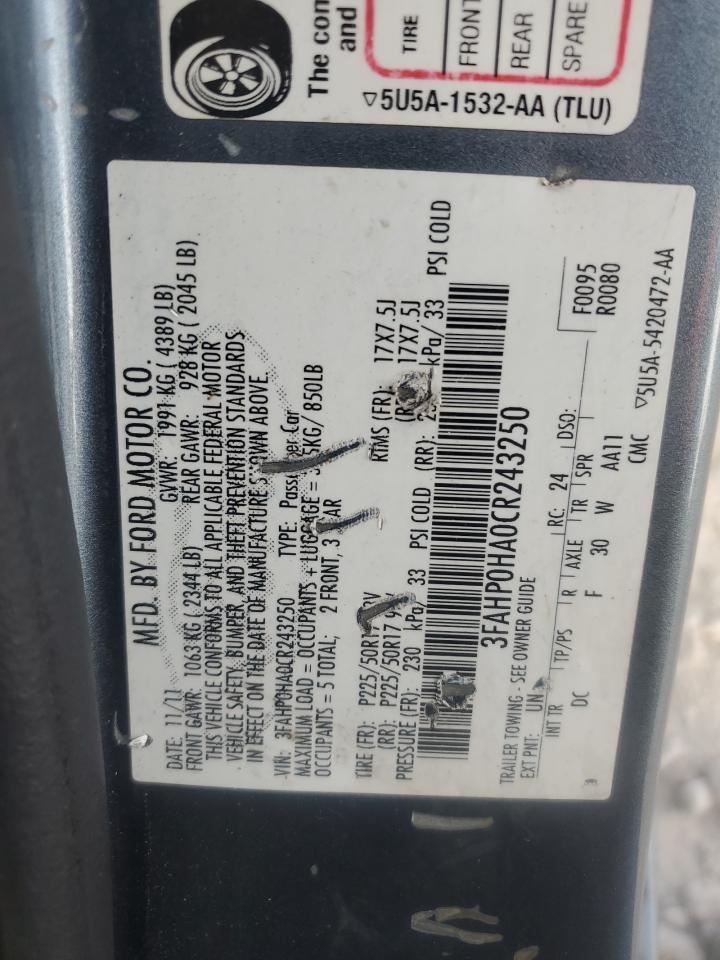 The com
and
TIRE
FRONT
REAR
SPARE
▽5U5A-1532-AA (TLU)
MFD. BY FORD MOTOR CO.
DATE: 11/11 GVWR: 1991 KG ( 4389 LB)
FRONT GAWR: 1063 KG ( 2344 LB) REAR GAWR: 928 KG ( 2045 LB)
THIS VEHICLE CONFORMS TO ALL APPLICABLE FEDERAL MOTOR
VEHICLE SAFETY, BUMPER, AND THEFT PREVENTION STANDARDS
IN EFFECT ON THE DATE OF MANUFACTURE SHOWN ABOVE
VIN: 3FAHP0HA0CR243250 TYPE: Passenger Car
MAXIMUM LOAD = OCCUPANTS + LUGGAGE = KG/ 850LB
OCCUPANTS = 5 TOTAL; 2 FRONT, 3
TIRE (FR): P225/50R17 RIMS (FR): 17X7.5J
(RR): P225/50R17 17X7.5J
PRESSURE (FR): 230 kPa/ 33 PSI COLD (RR): kPa/ 33 PSI COLD
3FAHP0HA0CR243250
TRAILER TOWING - SEE OWNER GUIDE
EXT PNT: UN RC: 24 DSO: F0095
R0080
INT TR TP/PS R AXLE TR SPR
DC F 30 W AA11
CMC ▽5U5A-5420472-AA